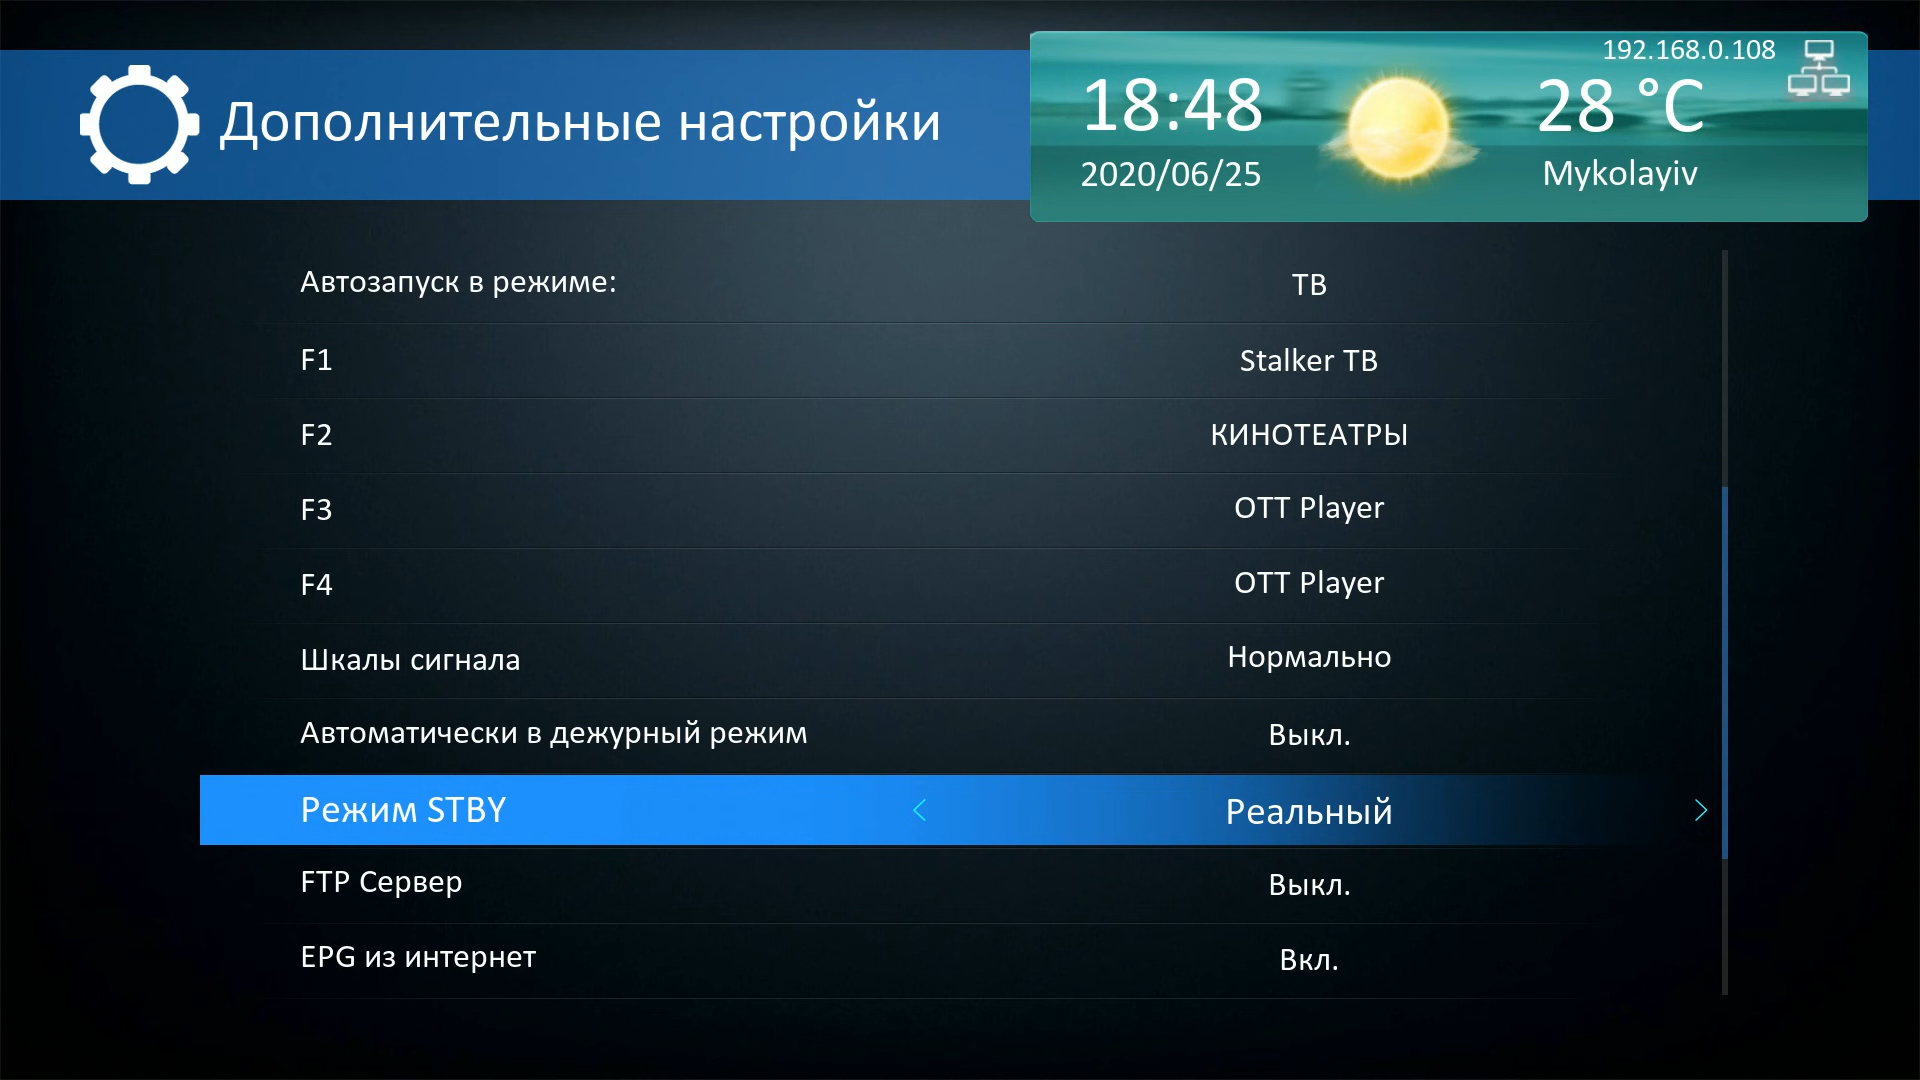 Дополнительные настройки
192.168.0.108
18:48
28 °C
2020/06/25
Mykolayiv
Автозапуск в режиме: ТВ
F1 Stalker ТВ
F2 КИНОТЕАТРЫ
F3 OTT Player
F4 OTT Player
Шкалы сигнала Нормально
Автоматически в дежурный режим Выкл.
Режим STBY Реальный
FTP Сервер Выкл.
EPG из интернет Вкл.